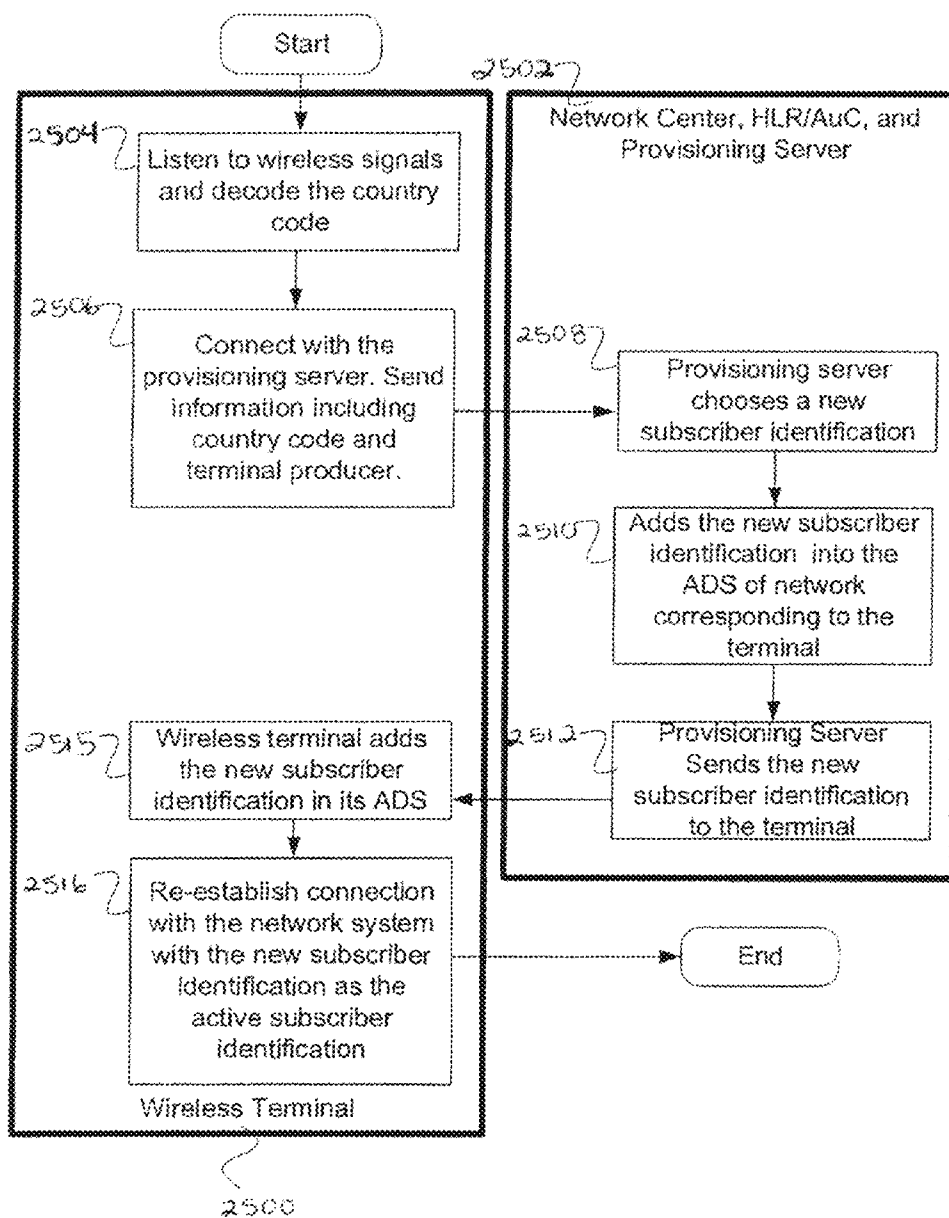 Start
2502
Network Center, HLR/AuC, and
Provisioning Server
2504
Listen to wireless signals
and decode the country
code
2506
Connect with the
provisioning server. Send
information including
country code and
terminal producer.
2508
Provisioning server
chooses a new
subscriber identification
2510
Adds the new subscriber
identification into the
ADS of network
corresponding to the
terminal
2512
Provisioning Server
Sends the new
subscriber identification
to the terminal
2515
Wireless terminal adds
the new subscriber
identification in its ADS
2516
Re-establish connection
with the network system
with the new subscriber
identification as the
active subscriber
identification
End
Wireless Terminal
2500